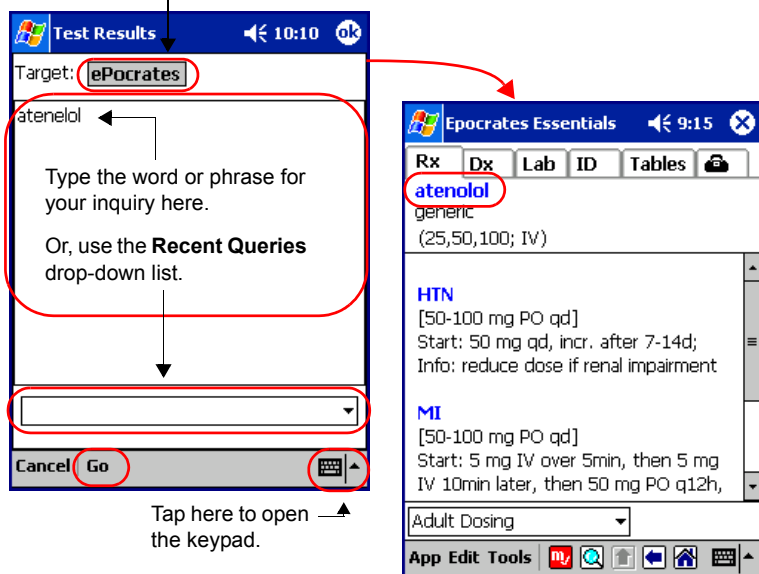 Test Results 10:10 ok
Target: ePocrates
atenelol
Type the word or phrase for
your inquiry here.
Or, use the Recent Queries
drop-down list.
Cancel Go
Tap here to open
the keypad.
Epocrates Essentials 9:15
Rx Dx Lab ID Tables
atenolol
generic
(25,50,100; IV)
HTN
[50-100 mg PO qd]
Start: 50 mg qd, incr. after 7-14d;
Info: reduce dose if renal impairment
MI
[50-100 mg PO qd]
Start: 5 mg IV over 5min, then 5 mg
IV 10min later, then 50 mg PO q12h,
Adult Dosing
App Edit Tools